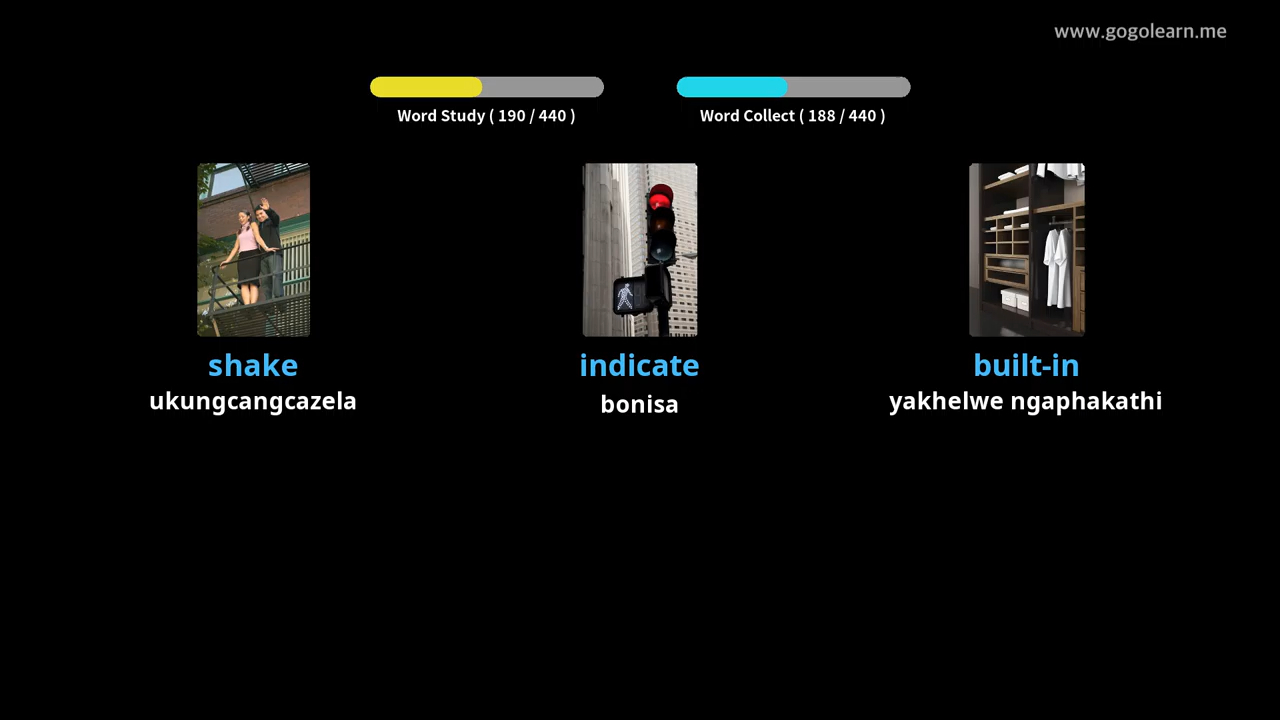 www.gogolearn.me
Word Study ( 190 / 440 )
Word Collect ( 188 / 440 )
shake
ukungcangcazela
indicate
bonisa
built-in
yakhelwe ngaphakathi